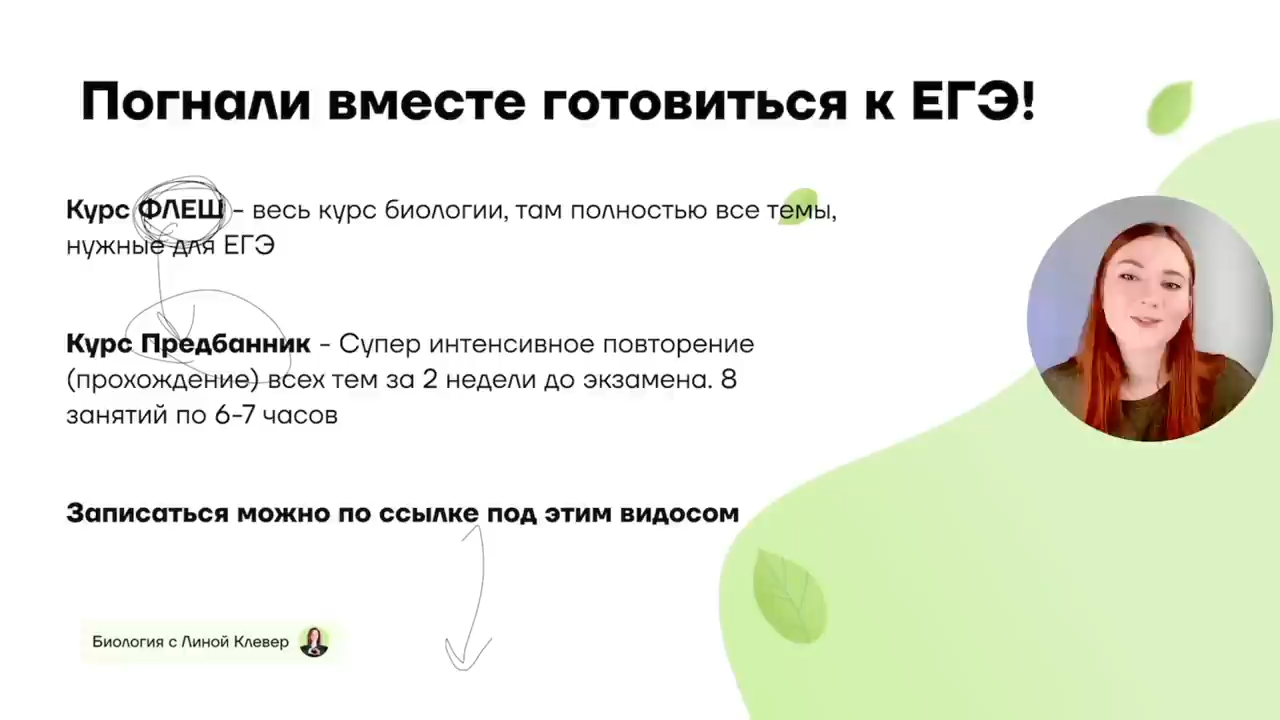 Погнали вместе готовиться к ЕГЭ!
Курс ФЛЕШ - весь курс биологии, там полностью все темы,
нужные для ЕГЭ
Курс Предбанник - Супер интенсивное повторение
(прохождение) всех тем за 2 недели до экзамена. 8
занятий по 6-7 часов
Записаться можно по ссылке под этим видосом
Биология с Линой Клевер